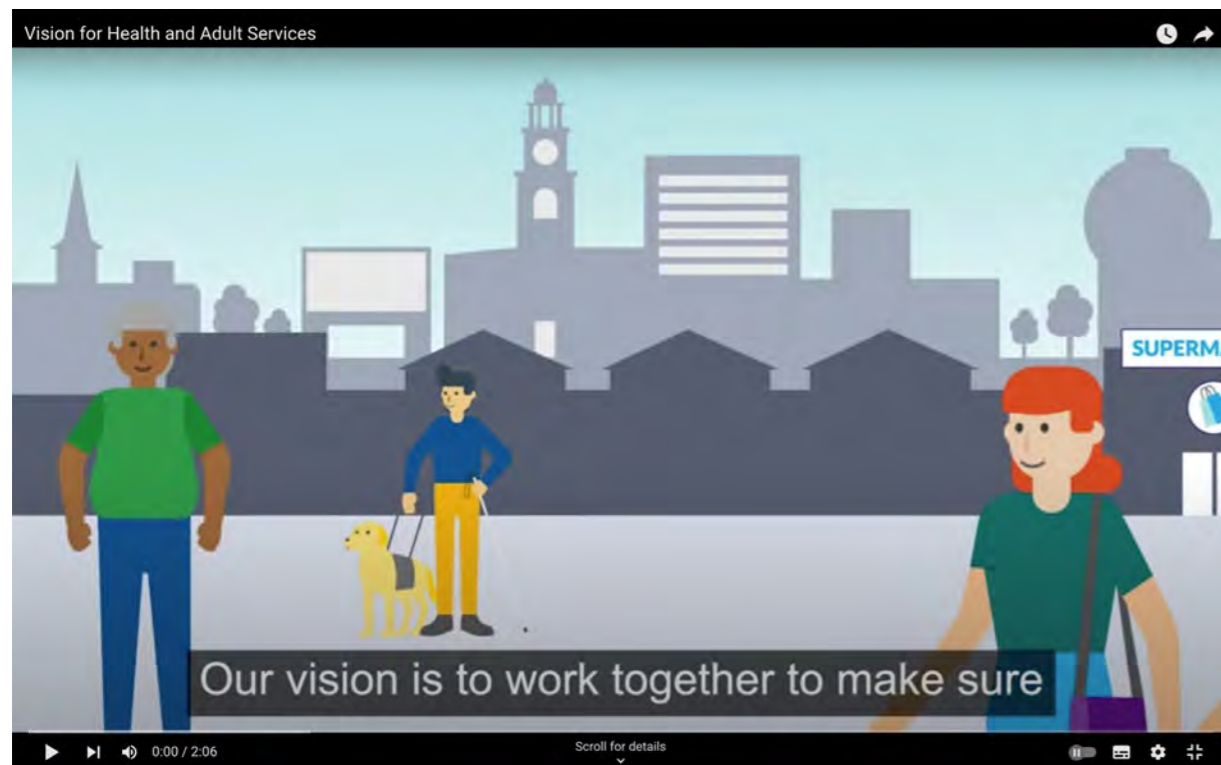 Vision for Health and Adult Services
SUPERM
Our vision is to work together to make sure
0:00 / 2:06
Scroll for details